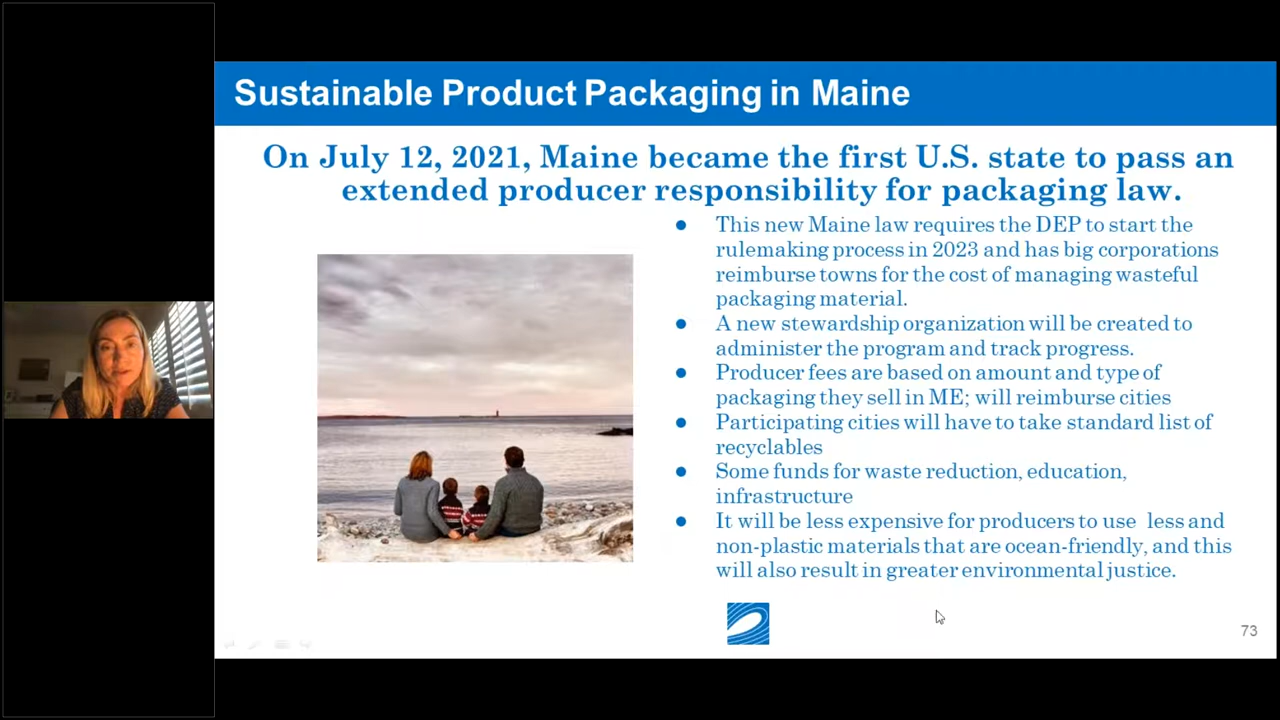 Sustainable Product Packaging in Maine
On July 12, 2021, Maine became the first U.S. state to pass an
extended producer responsibility for packaging law.
● This new Maine law requires the DEP to start the
rulemaking process in 2023 and has big corporations
reimburse towns for the cost of managing wasteful
packaging material.
● A new stewardship organization will be created to
administer the program and track progress.
● Producer fees are based on amount and type of
packaging they sell in ME; will reimburse cities
● Participating cities will have to take standard list of
recyclables
● Some funds for waste reduction, education,
infrastructure
● It will be less expensive for producers to use  less and
non-plastic materials that are ocean-friendly, and this
will also result in greater environmental justice.
73